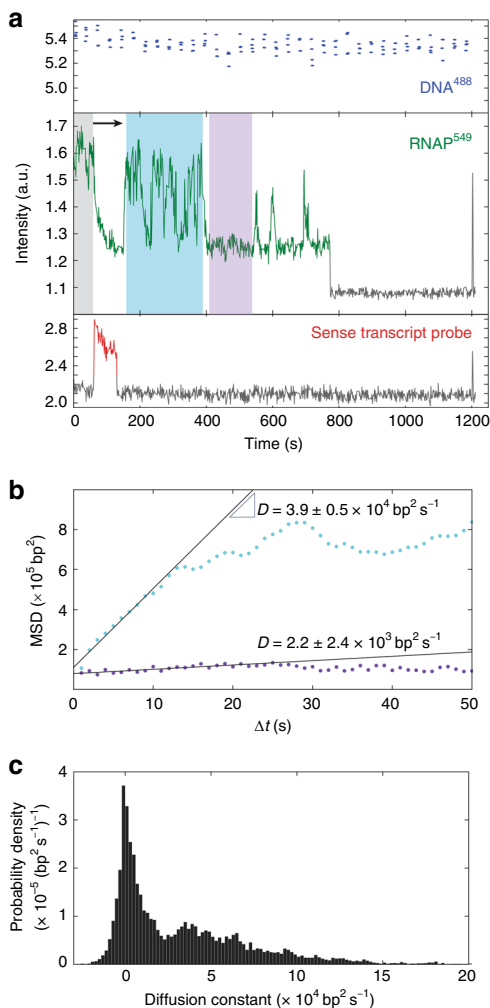 a
5.4
5.2
5.0
DNA488
1.7
1.6
1.5
1.4
1.3
1.2
1.1
RNAP549
Intensity (a.u.)
2.8
2.4
2.0
Sense transcript probe
0 200 400 600 800 1000 1200
Time (s)
b
8
6
4
2
MSD (× 10⁵ bp²)
D = 3.9 ± 0.5 × 10⁴ bp² s⁻¹
D = 2.2 ± 2.4 × 10³ bp² s⁻¹
0 10 20 30 40 50
Δt (s)
c
4
3
2
1
0
Probability density
(× 10⁻⁵ (bp² s⁻¹)⁻¹)
0 5 10 15 20
Diffusion constant (× 10⁴ bp² s⁻¹)